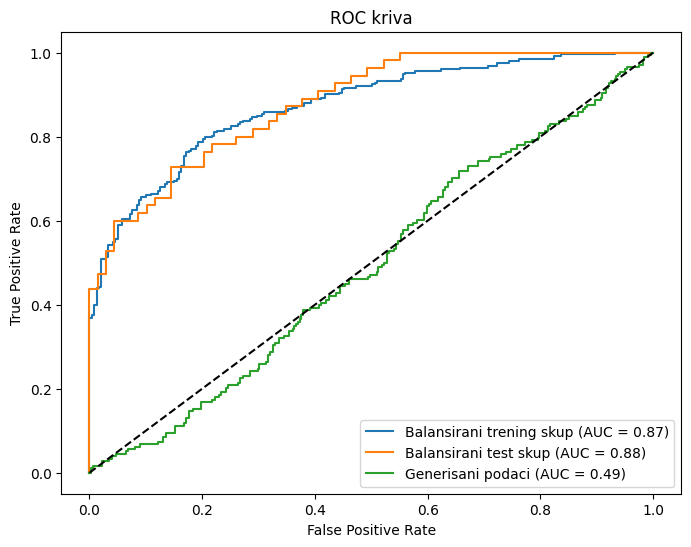 ROC kriva
1.0
0.8
0.6
0.4
0.2
0.0
True Positive Rate
Balansirani trening skup (AUC = 0.87)
Balansirani test skup (AUC = 0.88)
Generisani podaci (AUC = 0.49)
0.0 0.2 0.4 0.6 0.8 1.0
False Positive Rate